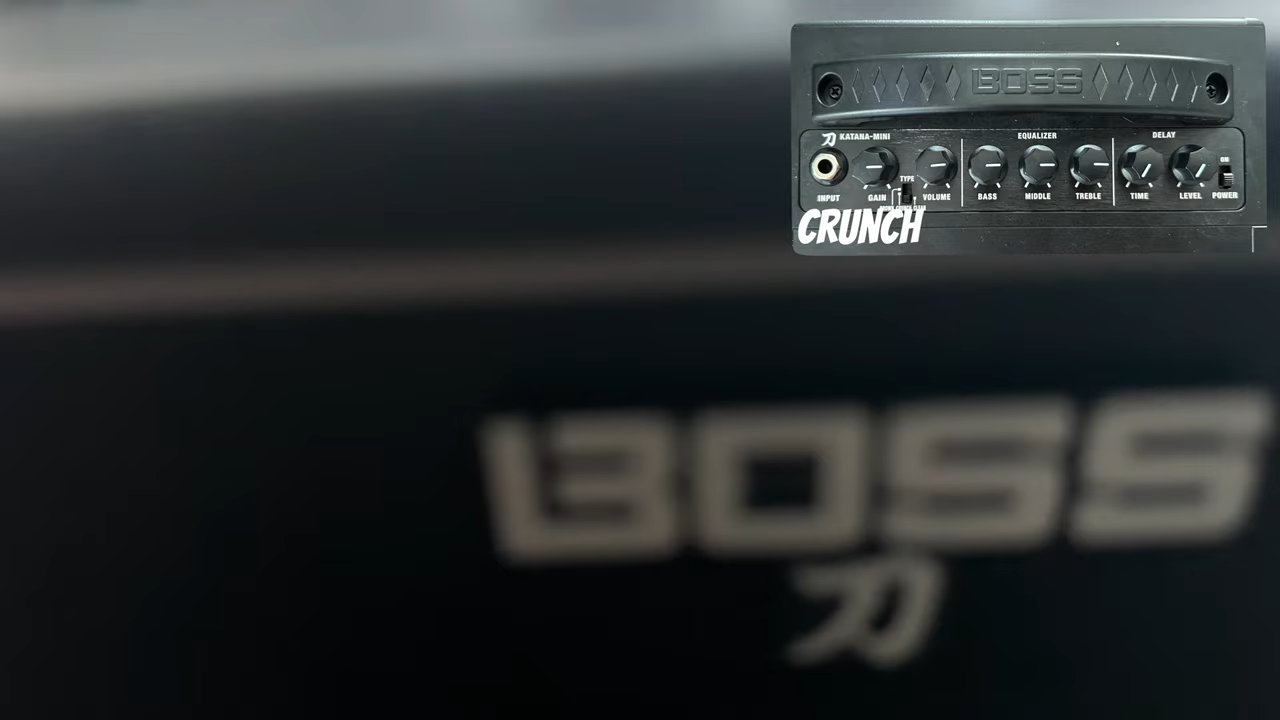 BOSS
刀 KATANA-MINI
EQUALIZER
DELAY
ON
TYPE
INPUT
GAIN
VOLUME
BASS
MIDDLE
TREBLE
TIME
LEVEL
POWER
CRUNCH
BOSS
刀